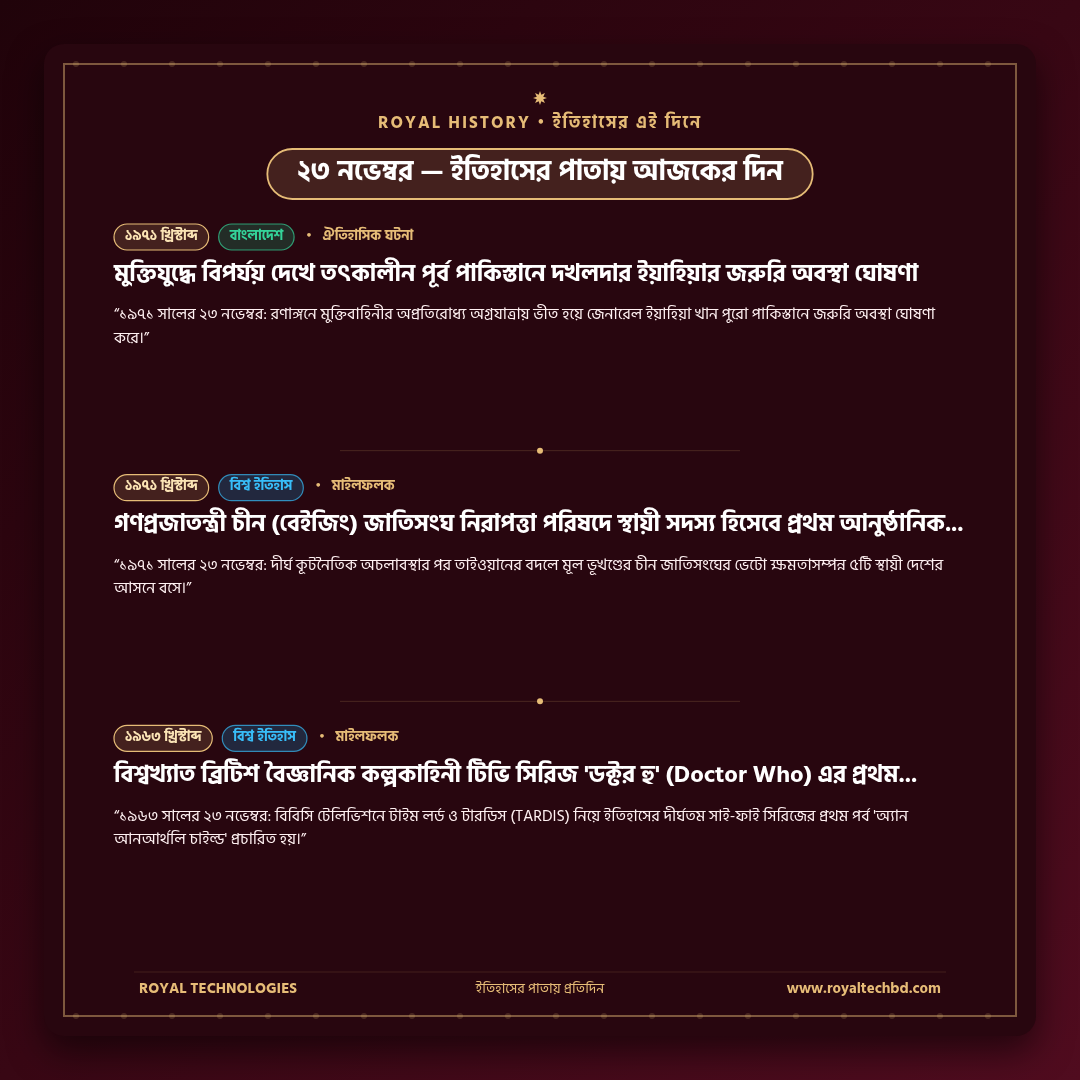 ROYAL HISTORY • ইতিহাসের এই দিনে
২৩ নভেম্বর — ইতিহাসের পাতায় আজকের দিন
১৯৭১ খ্রিস্টাব্দ বাংলাদেশ • ঐতিহাসিক ঘটনা
মুক্তিযুদ্ধে বিপর্যয় দেখে তৎকালীন পূর্ব পাকিস্তানে দখলদার ইয়াহিয়ার জরুরি অবস্থা ঘোষণা
“১৯৭১ সালের ২৩ নভেম্বর: রণাঙ্গনে মুক্তিবাহিনীর অপ্রতিরোধ্য অগ্রযাত্রায় ভীত হয়ে জেনারেল ইয়াহিয়া খান পুরো পাকিস্তানে জরুরি অবস্থা ঘোষণা
করে।”
১৯৭১ খ্রিস্টাব্দ বিশ্ব ইতিহাস • মাইলফলক
গণপ্রজাতন্ত্রী চীন (বেইজিং) জাতিসংঘ নিরাপত্তা পরিষদে স্থায়ী সদস্য হিসেবে প্রথম আনুষ্ঠানিক...
“১৯৭১ সালের ২৩ নভেম্বর: দীর্ঘ কূটনৈতিক অচলাবস্থার পর তাইওয়ানের বদলে মূল ভূখণ্ডের চীন জাতিসংঘের ভেটো ক্ষমতাসম্পন্ন ৫টি স্থায়ী দেশের
আসনে বসে।”
১৯৬৩ খ্রিস্টাব্দ বিশ্ব ইতিহাস • মাইলফলক
বিশ্বখ্যাত ব্রিটিশ বৈজ্ঞানিক কল্পকাহিনী টিভি সিরিজ 'ডক্টর হু' (Doctor Who) এর প্রথম...
“১৯৬৩ সালের ২৩ নভেম্বর: বিবিসি টেলিভিশনে টাইম লর্ড ও টারডিস (TARDIS) নিয়ে ইতিহাসের দীর্ঘতম সাই-ফাই সিরিজের প্রথম পর্ব 'অ্যান
আনআর্থলি চাইল্ড' প্রচারিত হয়।”
ROYAL TECHNOLOGIES ইতিহাসের পাতায় প্রতিদিন www.royaltechbd.com